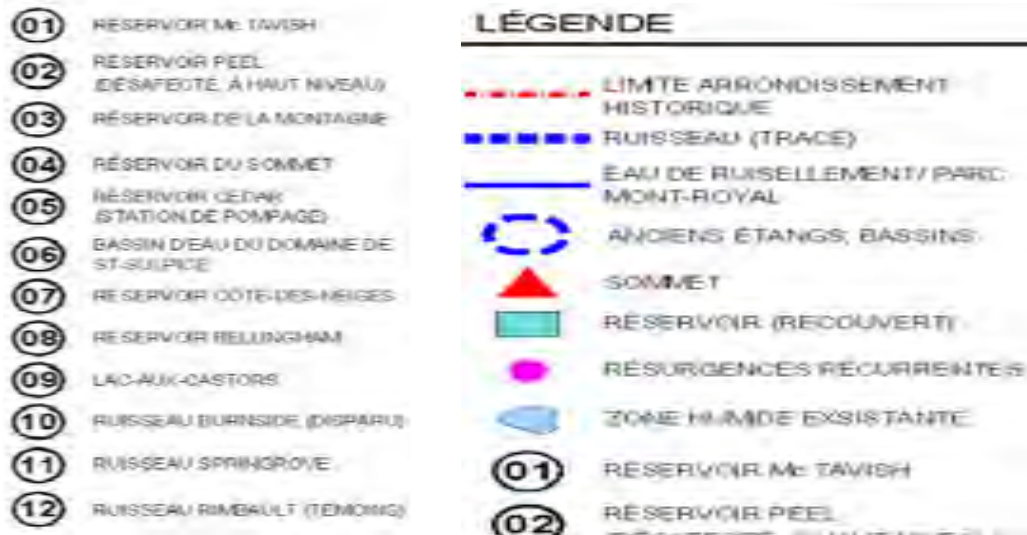 01 RÉSERVOIR Mc TAVISH
02 RÉSERVOIR PEEL
(DÉSAFECTÉ, À HAUT NIVEAU)
03 RÉSERVOIR DE LA MONTAGNE
04 RÉSERVOIR DU SOMMET
05 RÉSERVOIR CEDAR
(STATION DE POMPAGE)
06 BASSIN D'EAU DU DOMAINE DE
ST-SULPICE
07 RÉSERVOIR CÔTE-DES-NEIGES
08 RÉSERVOIR BELLINGHAM
09 LAC-AUX-CASTORS
10 RUISSEAU BURNSIDE (DISPARU)
11 RUISSEAU SPRINGROVE
12 RUISSEAU RIMBAULT (TÉMOING)
LÉGENDE
LIMITE ARRONDISSEMENT
HISTORIQUE
RUISSEAU (TRACÉ)
EAU DE RUISELLEMENT/ PARC
MONT-ROYAL
ANCIENS ÉTANGS, BASSINS
SOMMET
RÉSERVOIR (RECOUVERT)
RÉSURGENCES RÉCURRENTES
ZONE HUMIDE EXSISTANTE
01 RÉSERVOIR Mc TAVISH
02 RÉSERVOIR PEEL